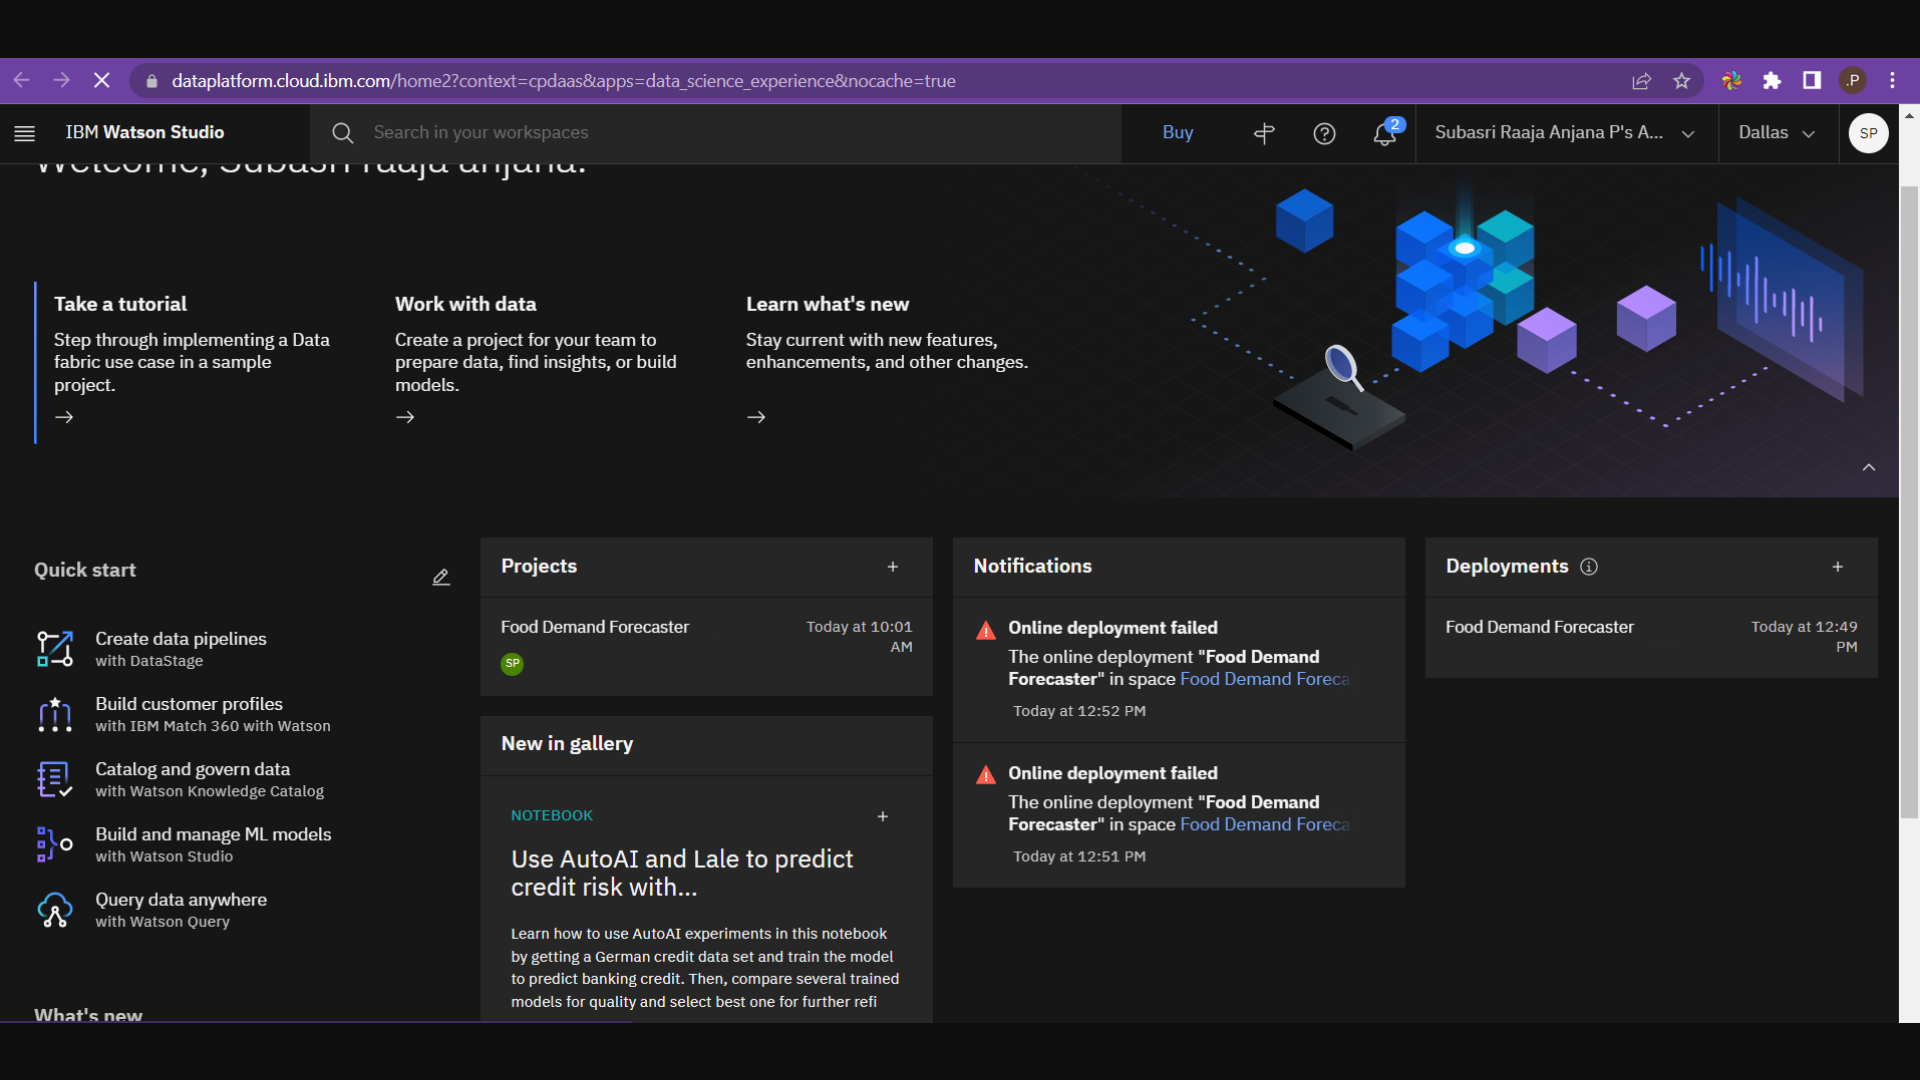 dataplatform.cloud.ibm.com/home2?context=cpdaas&apps=data_science_experience&nocache=true
.P
IBM Watson Studio
Search in your workspaces
Buy
2
Subasri Raaja Anjana P's A...
Dallas
SP
Welcome, Subasri raaja anjana!
Take a tutorial
Step through implementing a Data
fabric use case in a sample
project.
Work with data
Create a project for your team to
prepare data, find insights, or build
models.
Learn what's new
Stay current with new features,
enhancements, and other changes.
Quick start
Create data pipelines
with DataStage
Build customer profiles
with IBM Match 360 with Watson
Catalog and govern data
with Watson Knowledge Catalog
Build and manage ML models
with Watson Studio
Query data anywhere
with Watson Query
What's new
Projects
Food Demand Forecaster
Today at 10:01
AM
SP
New in gallery
NOTEBOOK
Use AutoAI and Lale to predict
credit risk with...
Learn how to use AutoAI experiments in this notebook
by getting a German credit data set and train the model
to predict banking credit. Then, compare several trained
models for quality and select best one for further refi
Notifications
Online deployment failed
The online deployment "Food Demand
Forecaster" in space Food Demand Foreca
Today at 12:52 PM
Online deployment failed
The online deployment "Food Demand
Forecaster" in space Food Demand Foreca
Today at 12:51 PM
Deployments
Food Demand Forecaster
Today at 12:49
PM